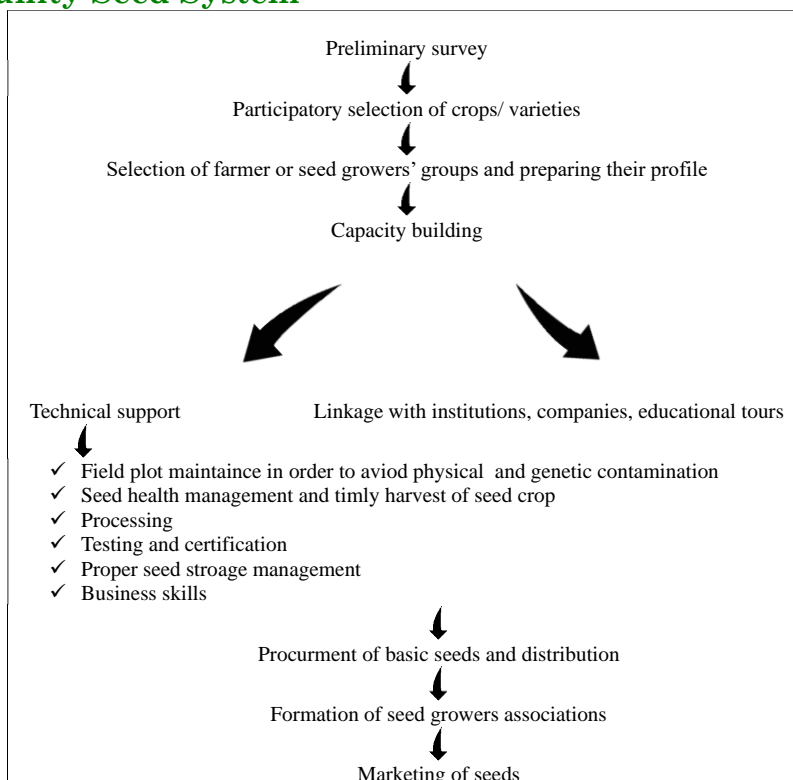 Seed System
Preliminary survey
Participatory selection of crops/ varieties
Selection of farmer or seed growers’ groups and preparing their profile
Capacity building
Technical support
Linkage with institutions, companies, educational tours
✓ Field plot maintaince in order to aviod physical and genetic contamination
✓ Seed health management and timly harvest of seed crop
✓ Processing
✓ Testing and certification
✓ Proper seed stroage management
✓ Business skills
Procurment of basic seeds and distribution
Formation of seed growers associations
Marketing of seeds